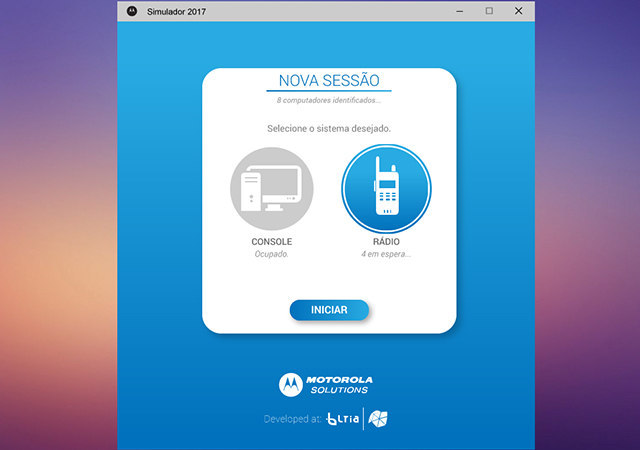 Simulador 2017
NOVA SESSÃO
8 computadores identificados...
Selecione o sistema desejado.
CONSOLE
Ocupado.
RÁDIO
4 em espera...
INICIAR
MOTOROLA
SOLUTIONS
Developed at: LTIA